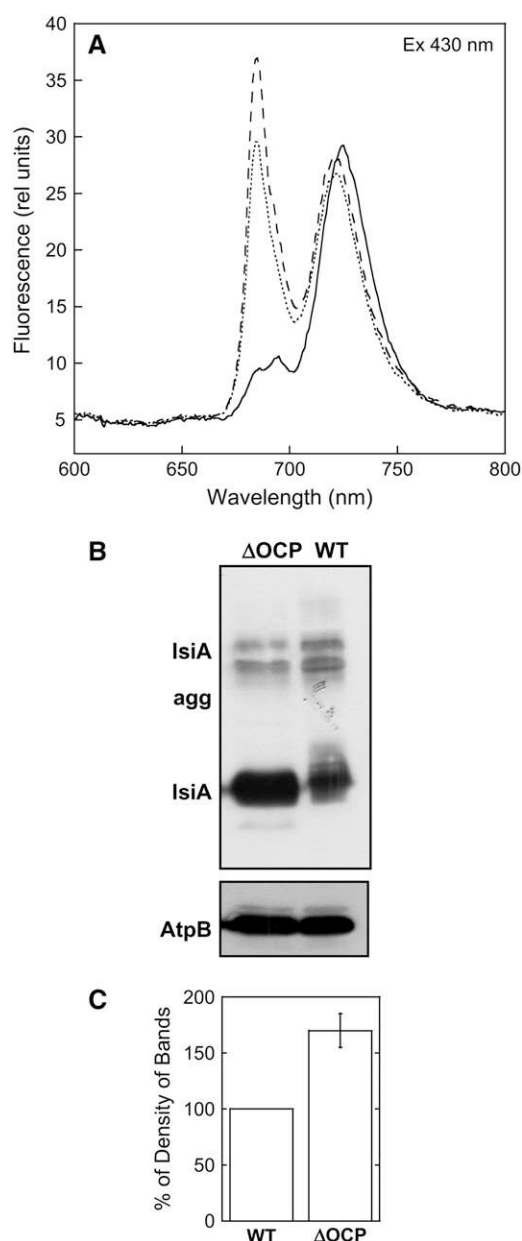 A
Ex 430 nm
40
35
30
25
20
15
10
5
Fluorescence (rel units)
600
650
700
750
800
Wavelength (nm)
B
ΔOCP WT
IsiA
agg
IsiA
AtpB
C
200
150
100
50
0
% of Density of Bands
WT
ΔOCP